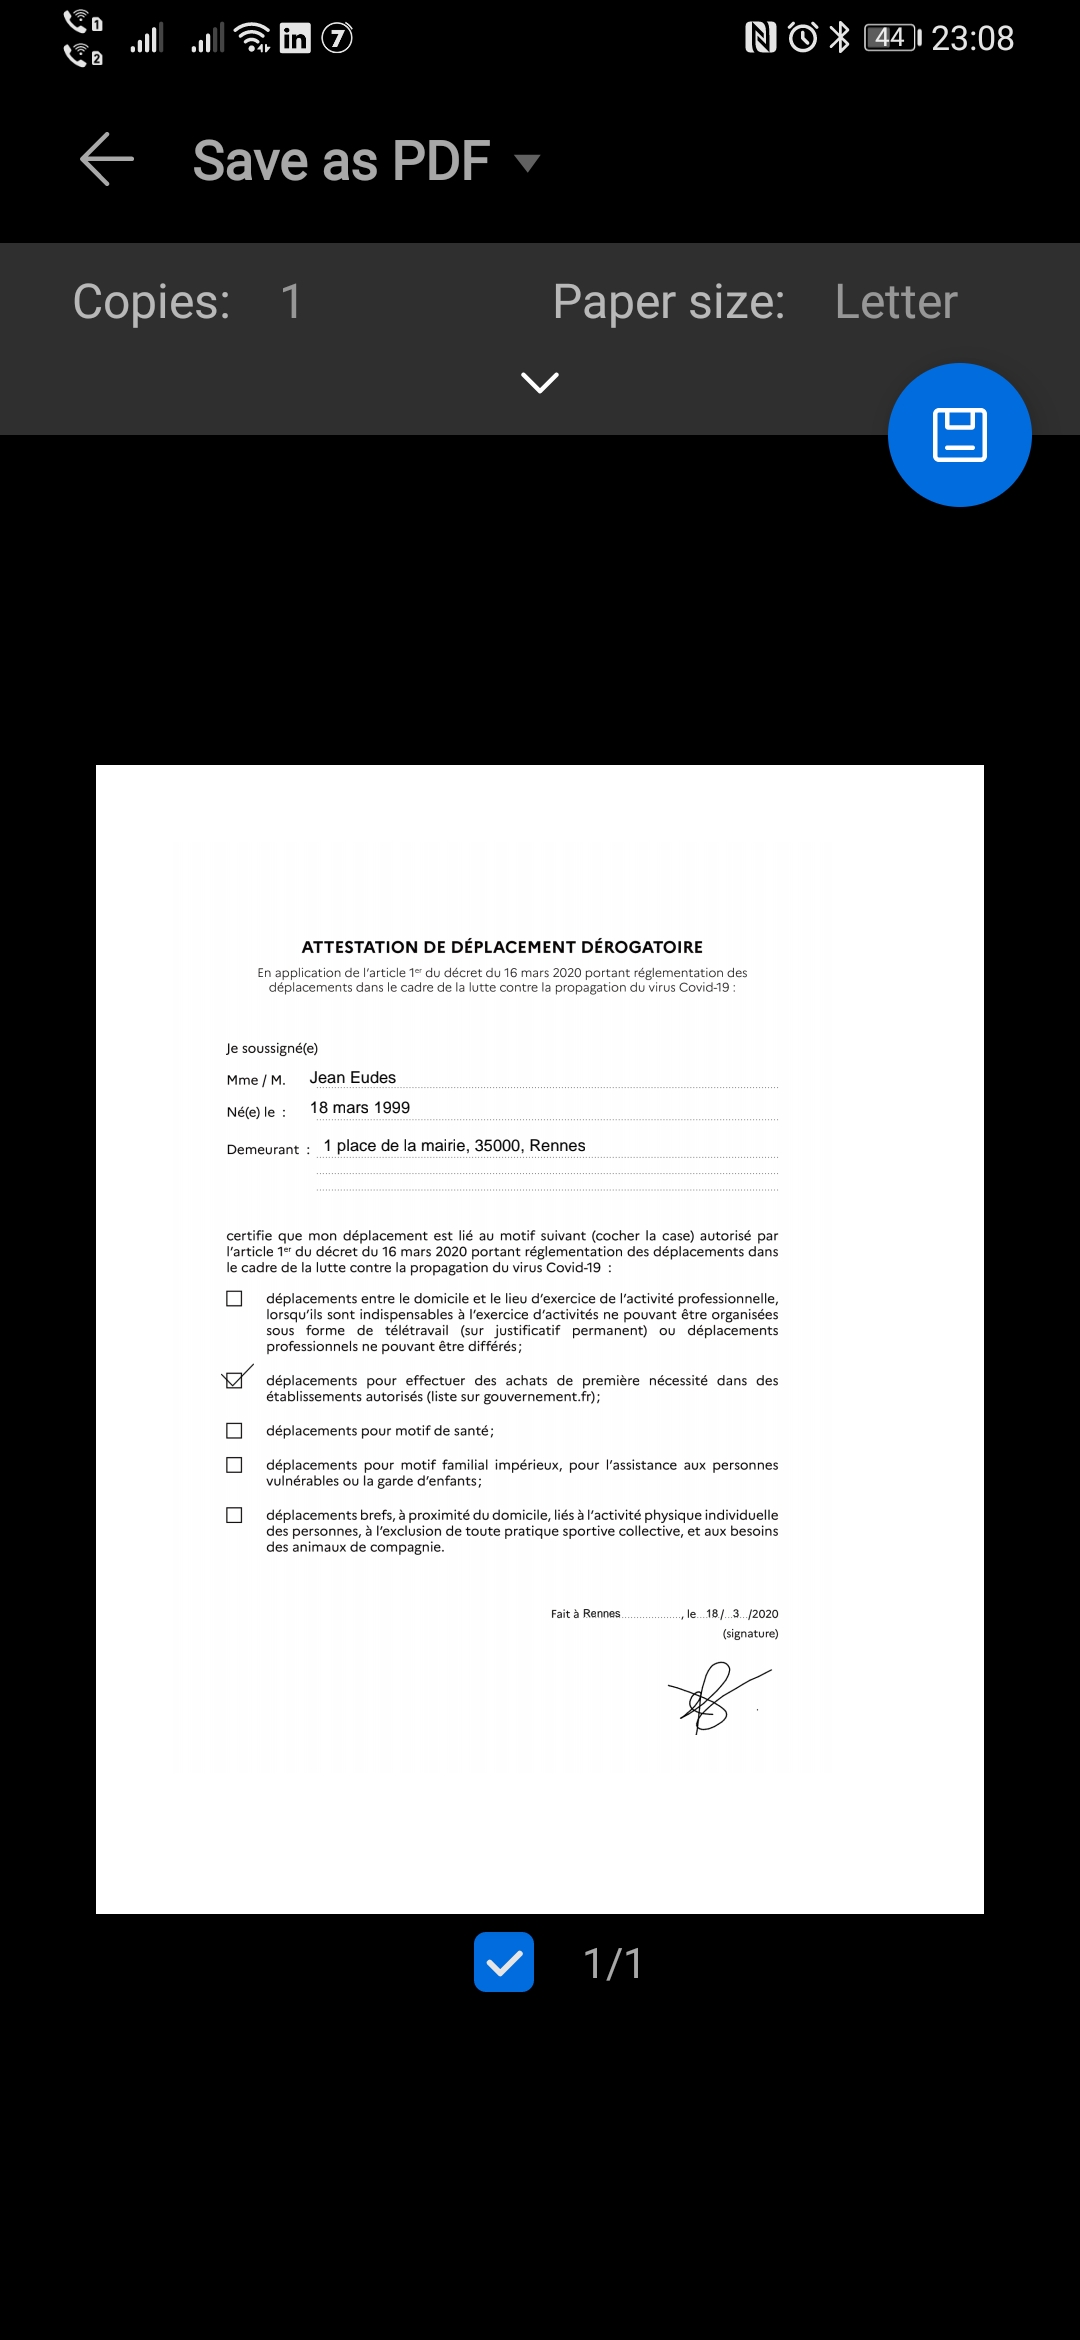 1
2
in
7
44
23:08
Save as PDF
Copies: 1
Paper size: Letter
ATTESTATION DE DÉPLACEMENT DÉROGATOIRE
En application de l'article 1er du décret du 16 mars 2020 portant réglementation des
déplacements dans le cadre de la lutte contre la propagation du virus Covid-19 :
Je soussigné(e)
Mme / M. Jean Eudes
Né(e) le : 18 mars 1999
Demeurant : 1 place de la mairie, 35000, Rennes
certifie que mon déplacement est lié au motif suivant (cocher la case) autorisé par
l'article 1er du décret du 16 mars 2020 portant réglementation des déplacements dans
le cadre de la lutte contre la propagation du virus Covid-19 :
déplacements entre le domicile et le lieu d'exercice de l'activité professionnelle,
lorsqu'ils sont indispensables à l'exercice d'activités ne pouvant être organisées
sous forme de télétravail (sur justificatif permanent) ou déplacements
professionnels ne pouvant être différés;
déplacements pour effectuer des achats de première nécessité dans des
établissements autorisés (liste sur gouvernement.fr);
déplacements pour motif de santé;
déplacements pour motif familial impérieux, pour l'assistance aux personnes
vulnérables ou la garde d'enfants;
déplacements brefs, à proximité du domicile, liés à l'activité physique individuelle
des personnes, à l'exclusion de toute pratique sportive collective, et aux besoins
des animaux de compagnie.
Fait à Rennes...................., le...18/...3.../2020
(signature)
1/1